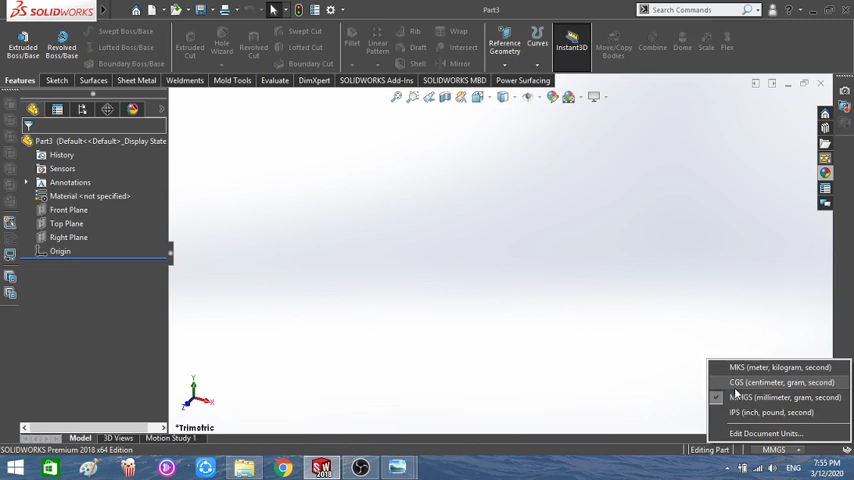 SOLIDWORKS
Part3
Search Commands
Extruded Boss/Base
Revolved Boss/Base
Swept Boss/Base
Lofted Boss/Base
Boundary Boss/Base
Extruded Cut
Hole Wizard
Revolved Cut
Swept Cut
Lofted Cut
Boundary Cut
Fillet
Linear Pattern
Rib
Draft
Shell
Wrap
Intersect
Mirror
Reference Geometry
Curves
Instant3D
Move/Copy Bodies
Combine
Dome
Scale
Flex
Features Sketch Surfaces Sheet Metal Weldments Mold Tools Evaluate DimXpert SOLIDWORKS Add-Ins SOLIDWORKS MBD Power Surfacing
Part3 (Default<<Default>_Display State
History
Sensors
Annotations
Material <not specified>
Front Plane
Top Plane
Right Plane
Origin
Y
X
Z
*Trimetric
MKS (meter, kilogram, second)
CGS (centimeter, gram, second)
MMGS (millimeter, gram, second)
IPS (inch, pound, second)
Edit Document Units...
Model 3D Views Motion Study 1
SOLIDWORKS Premium 2018 x64 Edition Editing Part MMGS
SW
2018
ENG
7:55 PM
3/12/2020